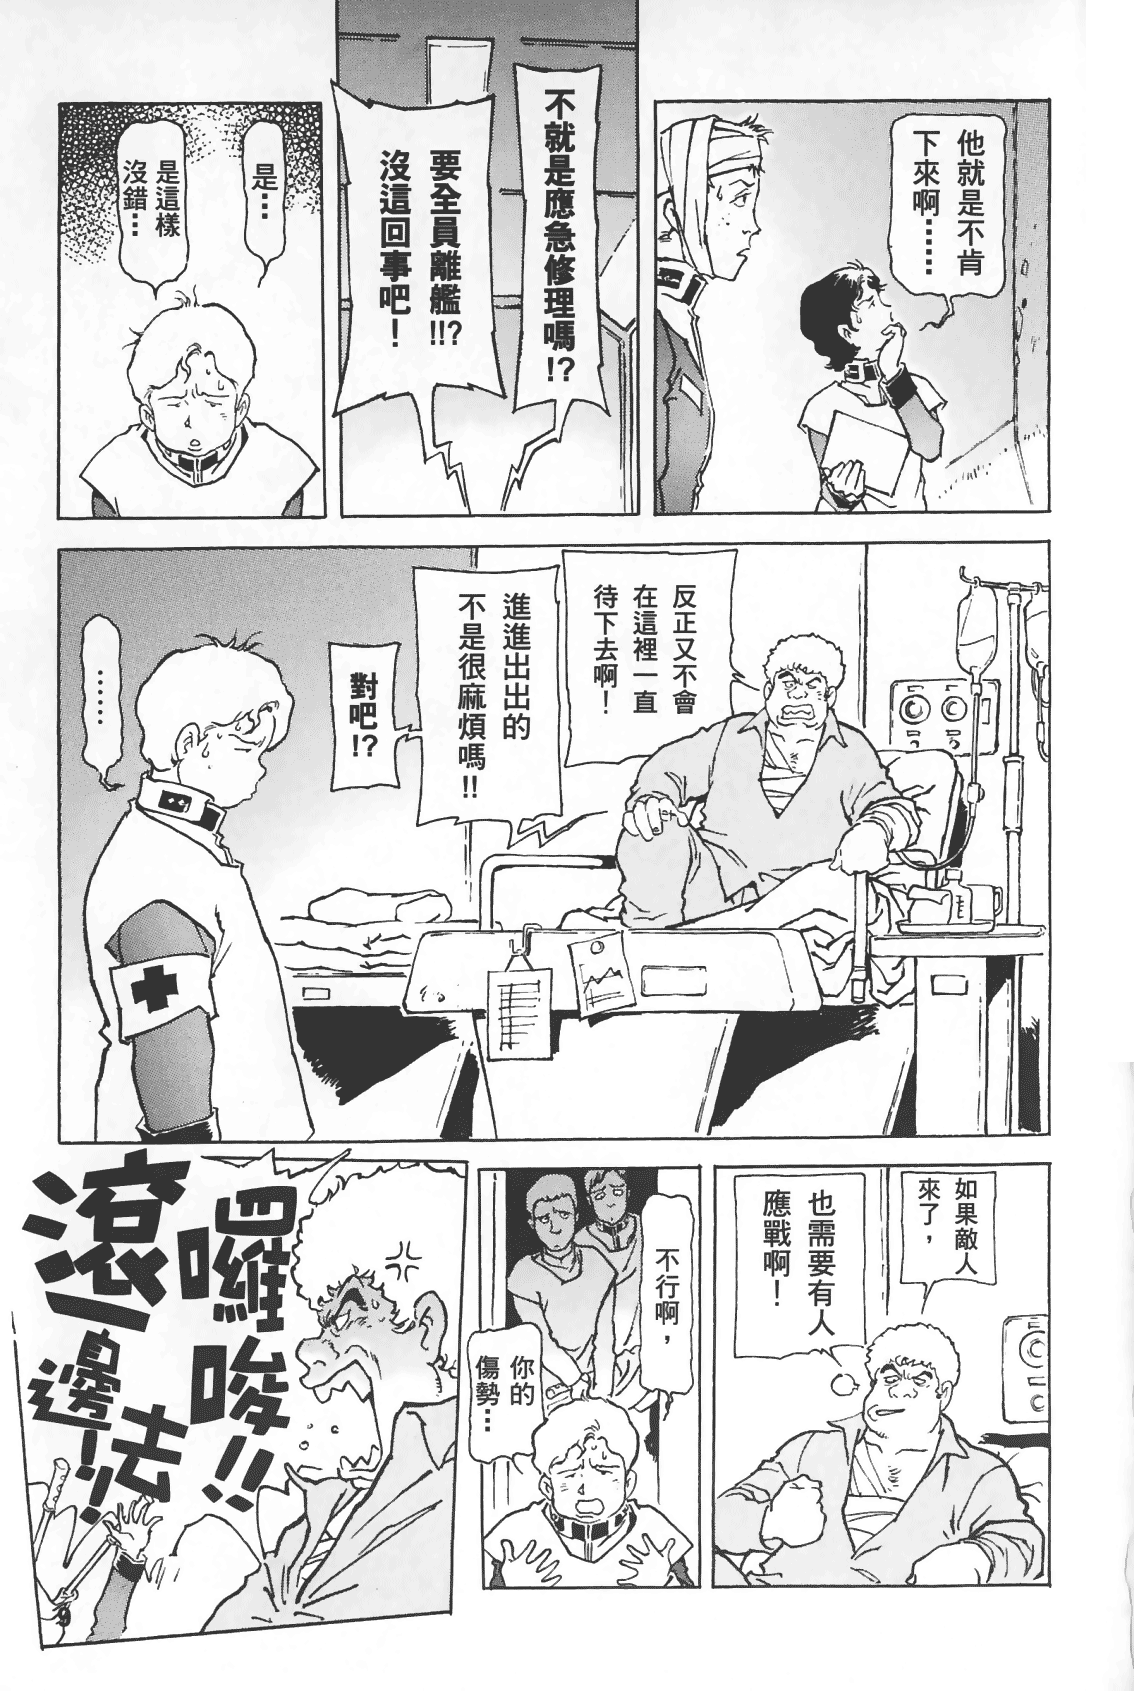 他就是不肯
下來啊……
不就是應急修理嗎!?
要全員離艦!!?
沒這回事吧!
是…
是這樣
沒錯…
反正又不會
在這裡一直
待下去啊!
進進出出的
不是很麻煩嗎!!
對吧!?
……
如果敵人
來了,
也需要有人
應戰啊!
不行啊,
你的
傷勢…
囉唆!!
滾一邊去!!
9